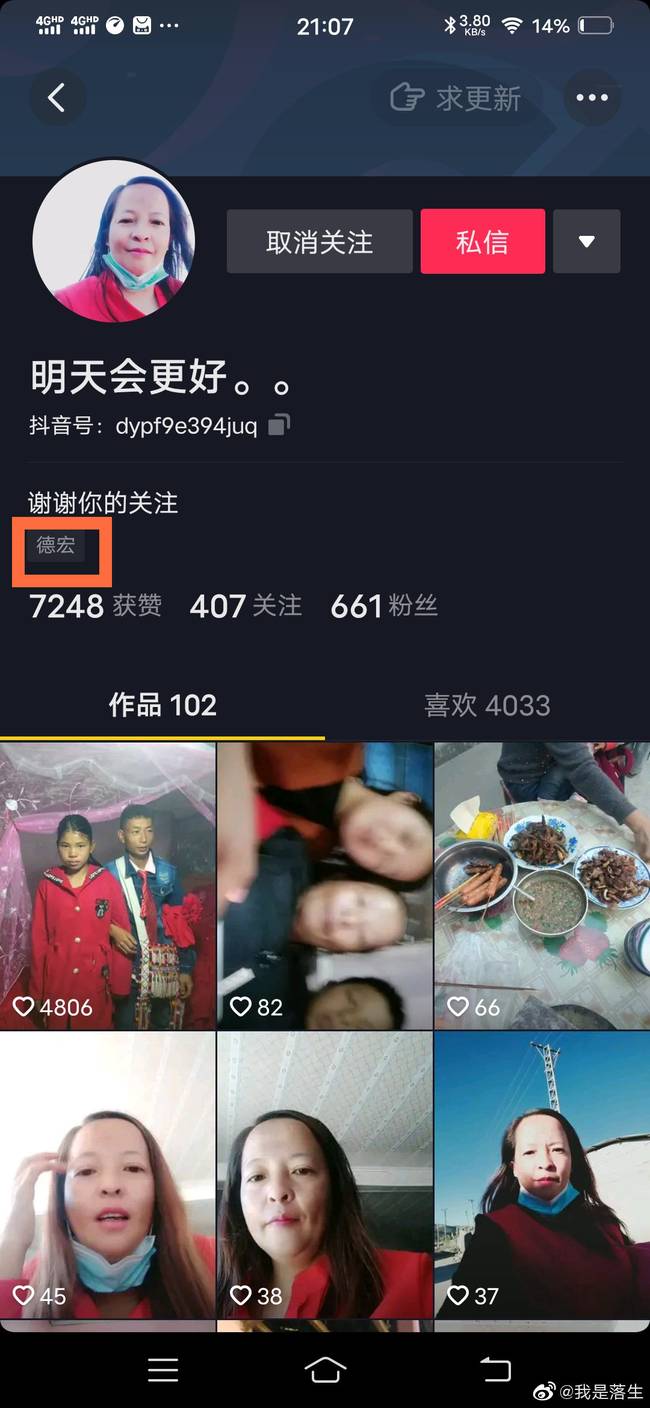 4GHD 4GHD 21:07 3.80 KB/s 14%
求更新
取消关注 私信
明天会更好。。
抖音号：dypf9e394juq
谢谢你的关注
德宏
7248 获赞 407 关注 661 粉丝
作品 102 喜欢 4033
4806 82 66
45 38 37
@我是落生